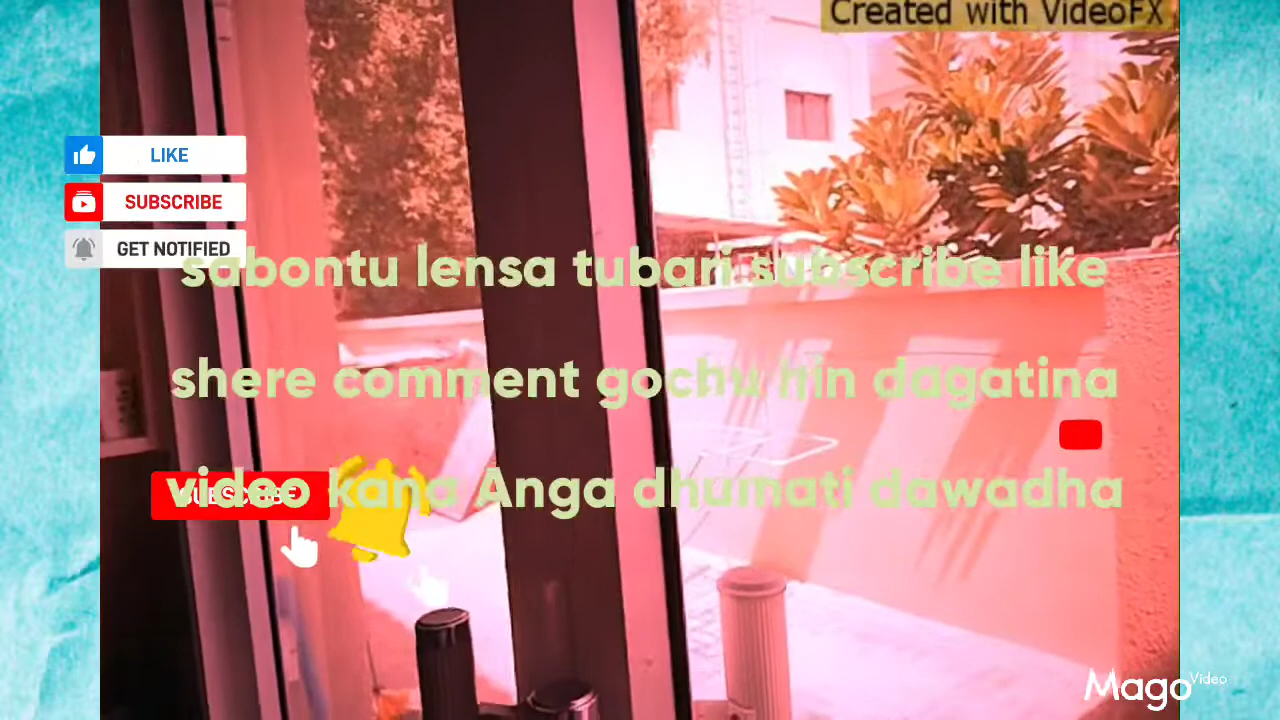 Created with VideoFX
LIKE
SUBSCRIBE
GET NOTIFIED
sabontu lensa tubari subscribe like
shere comment gochu hin dagatina
video kana Anga dhumati dawadha
SUBSCRIBE
Mago Video